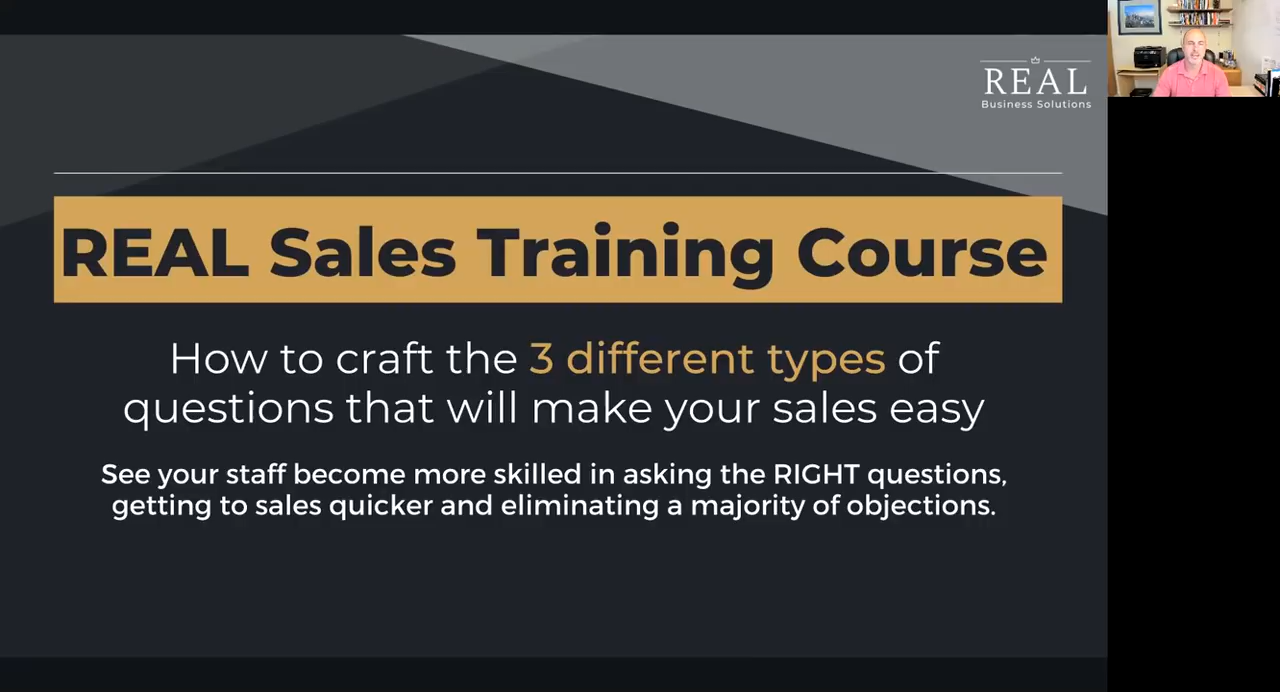 REAL
Business Solutions
REAL Sales Training Course
How to craft the 3 different types of
questions that will make your sales easy
See your staff become more skilled in asking the RIGHT questions,
getting to sales quicker and eliminating a majority of objections.